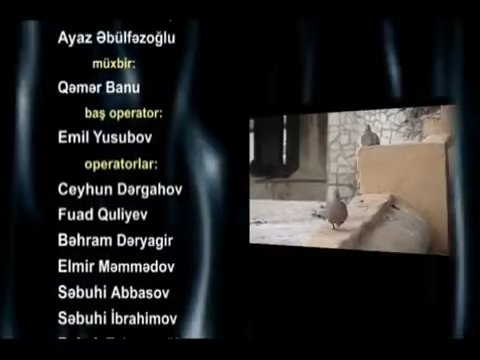 Ayaz Əbülfəzoğlu
müxbir:
Qəmər Banu
baş operator:
Emil Yusubov
operatorlar:
Ceyhun Dərgahov
Fuad Quliyev
Bəhram Dəryagir
Elmir Məmmədov
Səbuhi Abbasov
Səbuhi İbrahimov